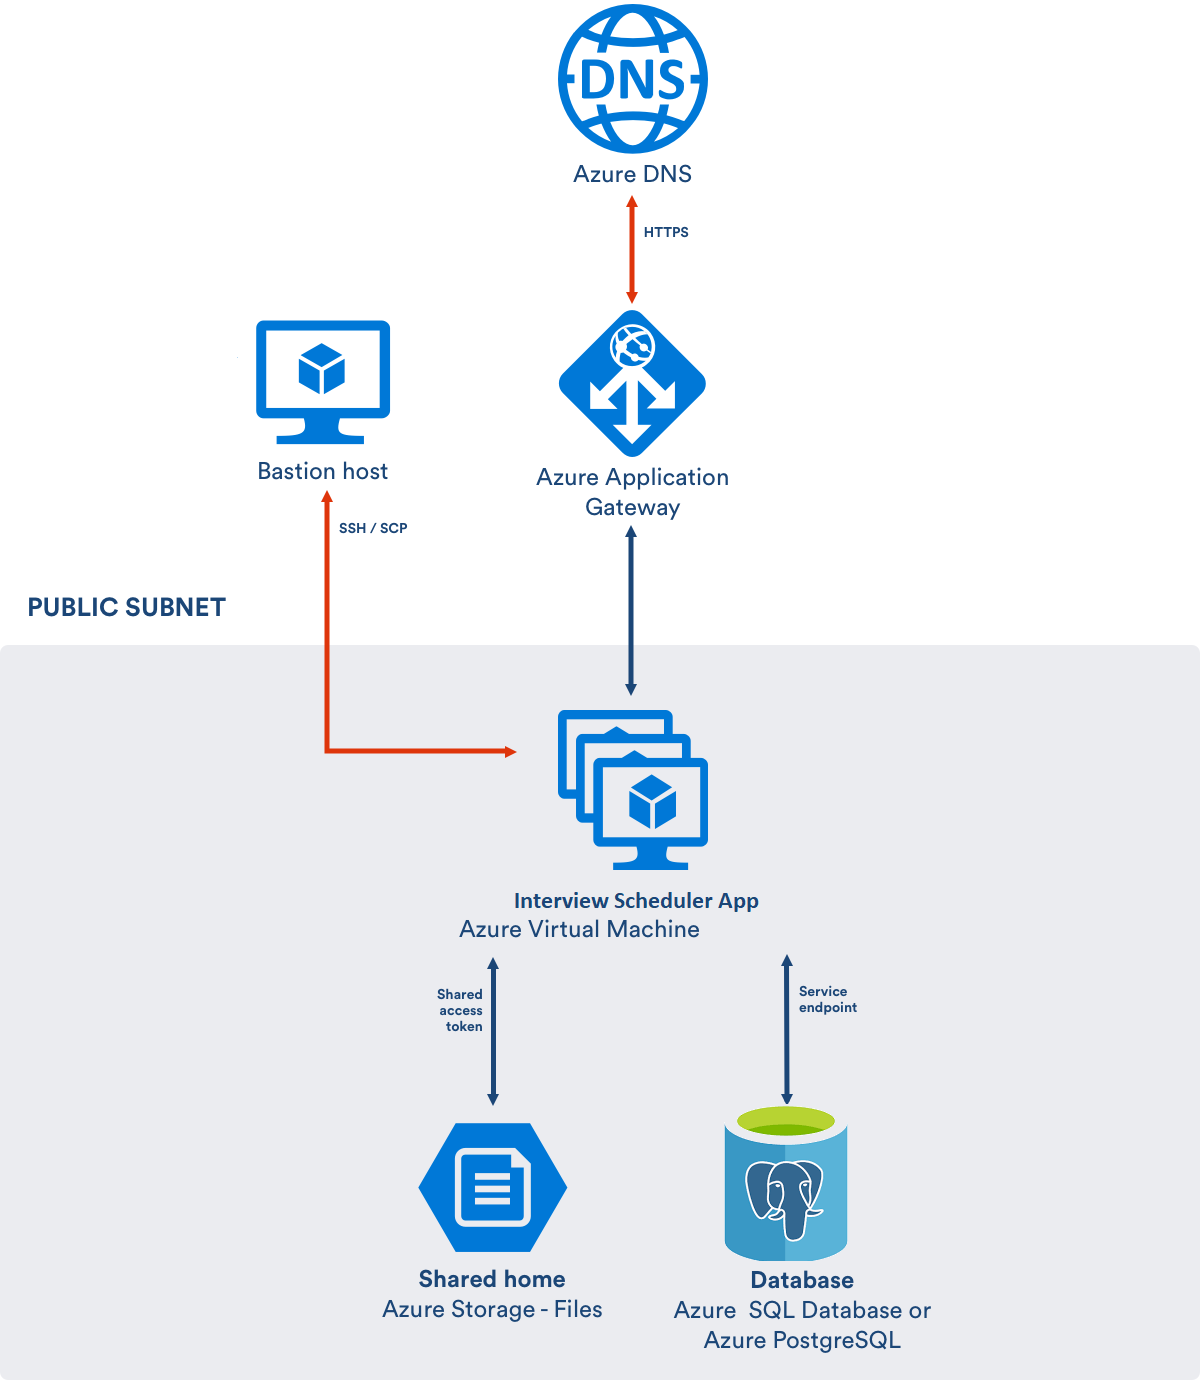 DNS
Azure DNS
HTTPS
Bastion host
Azure Application
Gateway
SSH / SCP
PUBLIC SUBNET
Interview Scheduler App
Azure Virtual Machine
Shared
access
token
Service
endpoint
Shared home
Azure Storage - Files
Database
Azure SQL Database or
Azure PostgreSQL